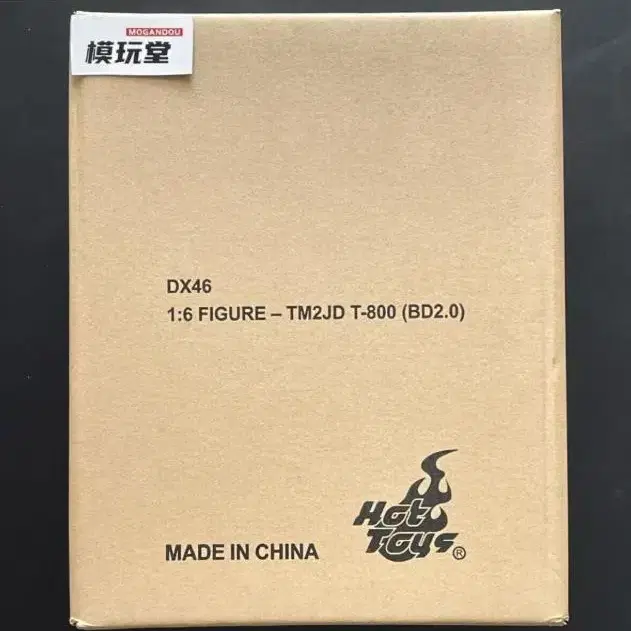 MOGANDOU
模玩堂
DX46
1:6 FIGURE – TM2JD T-800 (BD2.0)
MADE IN CHINA
Hot
Toys®